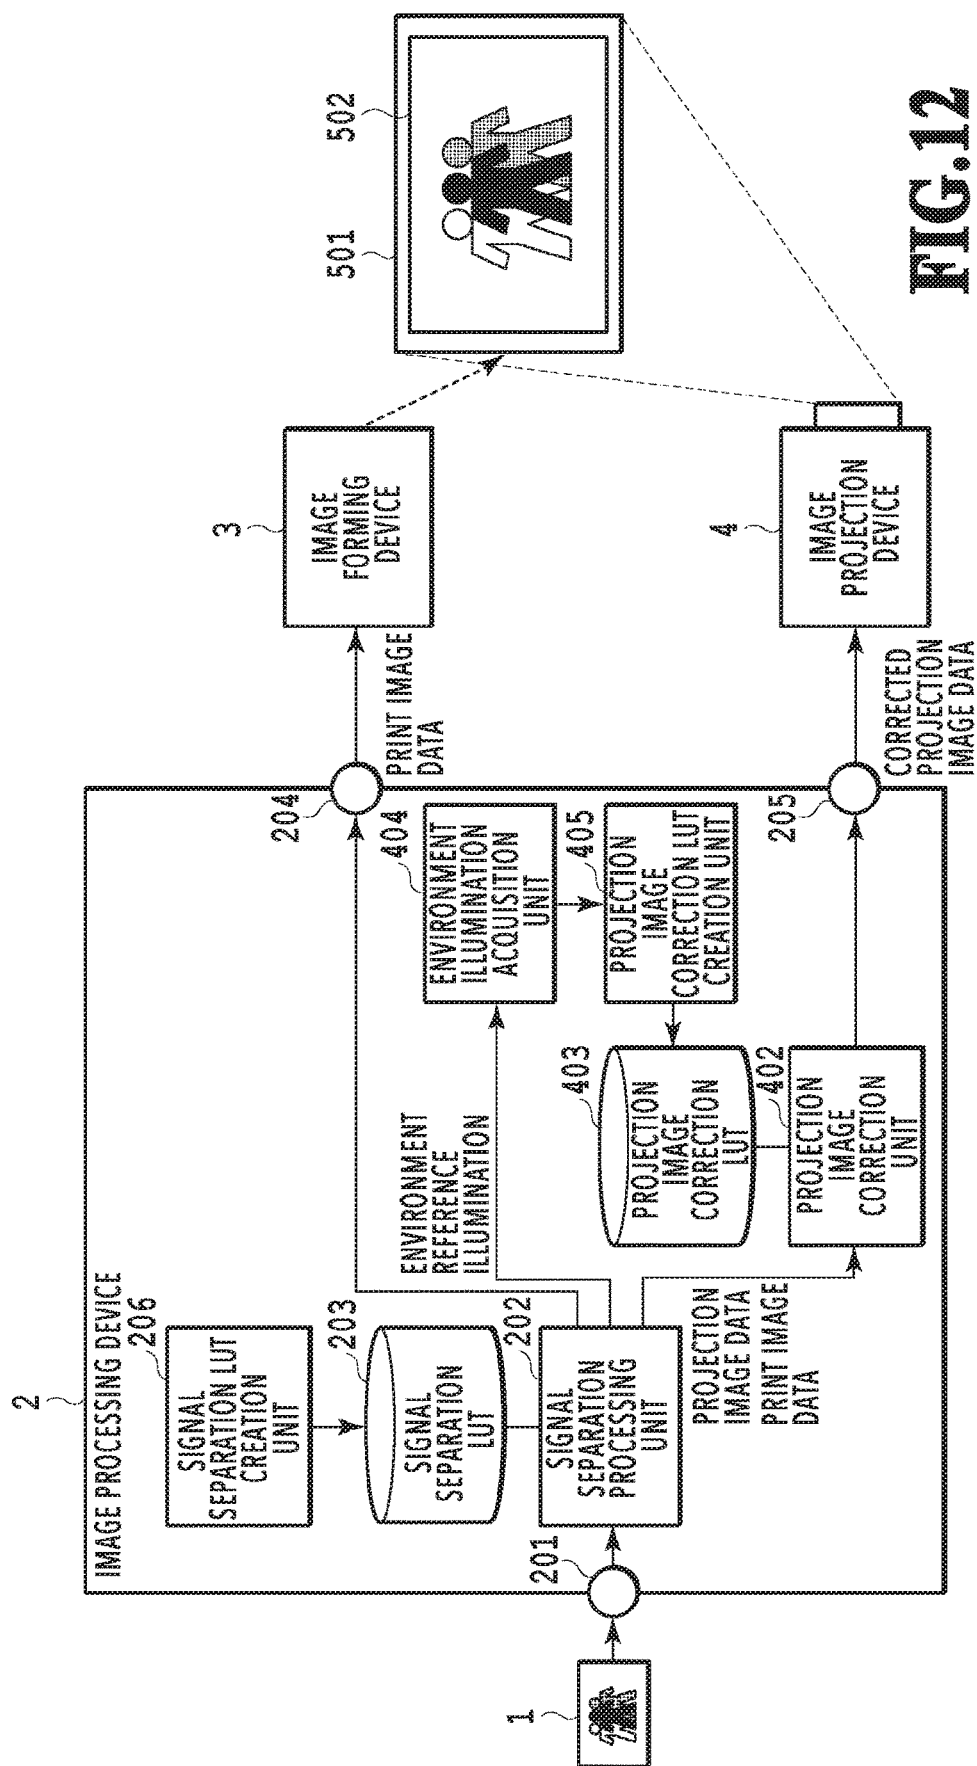 FIG.12
2
IMAGE PROCESSING DEVICE
206
SIGNAL
SEPARATION LUT
CREATION
UNIT
203
SIGNAL
SEPARATION
LUT
202
SIGNAL
SEPARATION
PROCESSING
UNIT
201
1
ENVIRONMENT
REFERENCE
ILLUMINATION
PROJECTION
IMAGE DATA
PRINT IMAGE
DATA
204
404
ENVIRONMENT
ILLUMINATION
ACQUISITION
UNIT
405
PROJECTION
IMAGE
CORRECTION LUT
CREATION UNIT
403
PROJECTION
IMAGE
CORRECTION
LUT
402
PROJECTION
IMAGE
CORRECTION
UNIT
205
PRINT IMAGE
DATA
CORRECTED
PROJECTION
IMAGE DATA
3
IMAGE
FORMING
DEVICE
4
IMAGE
PROJECTION
DEVICE
501
502